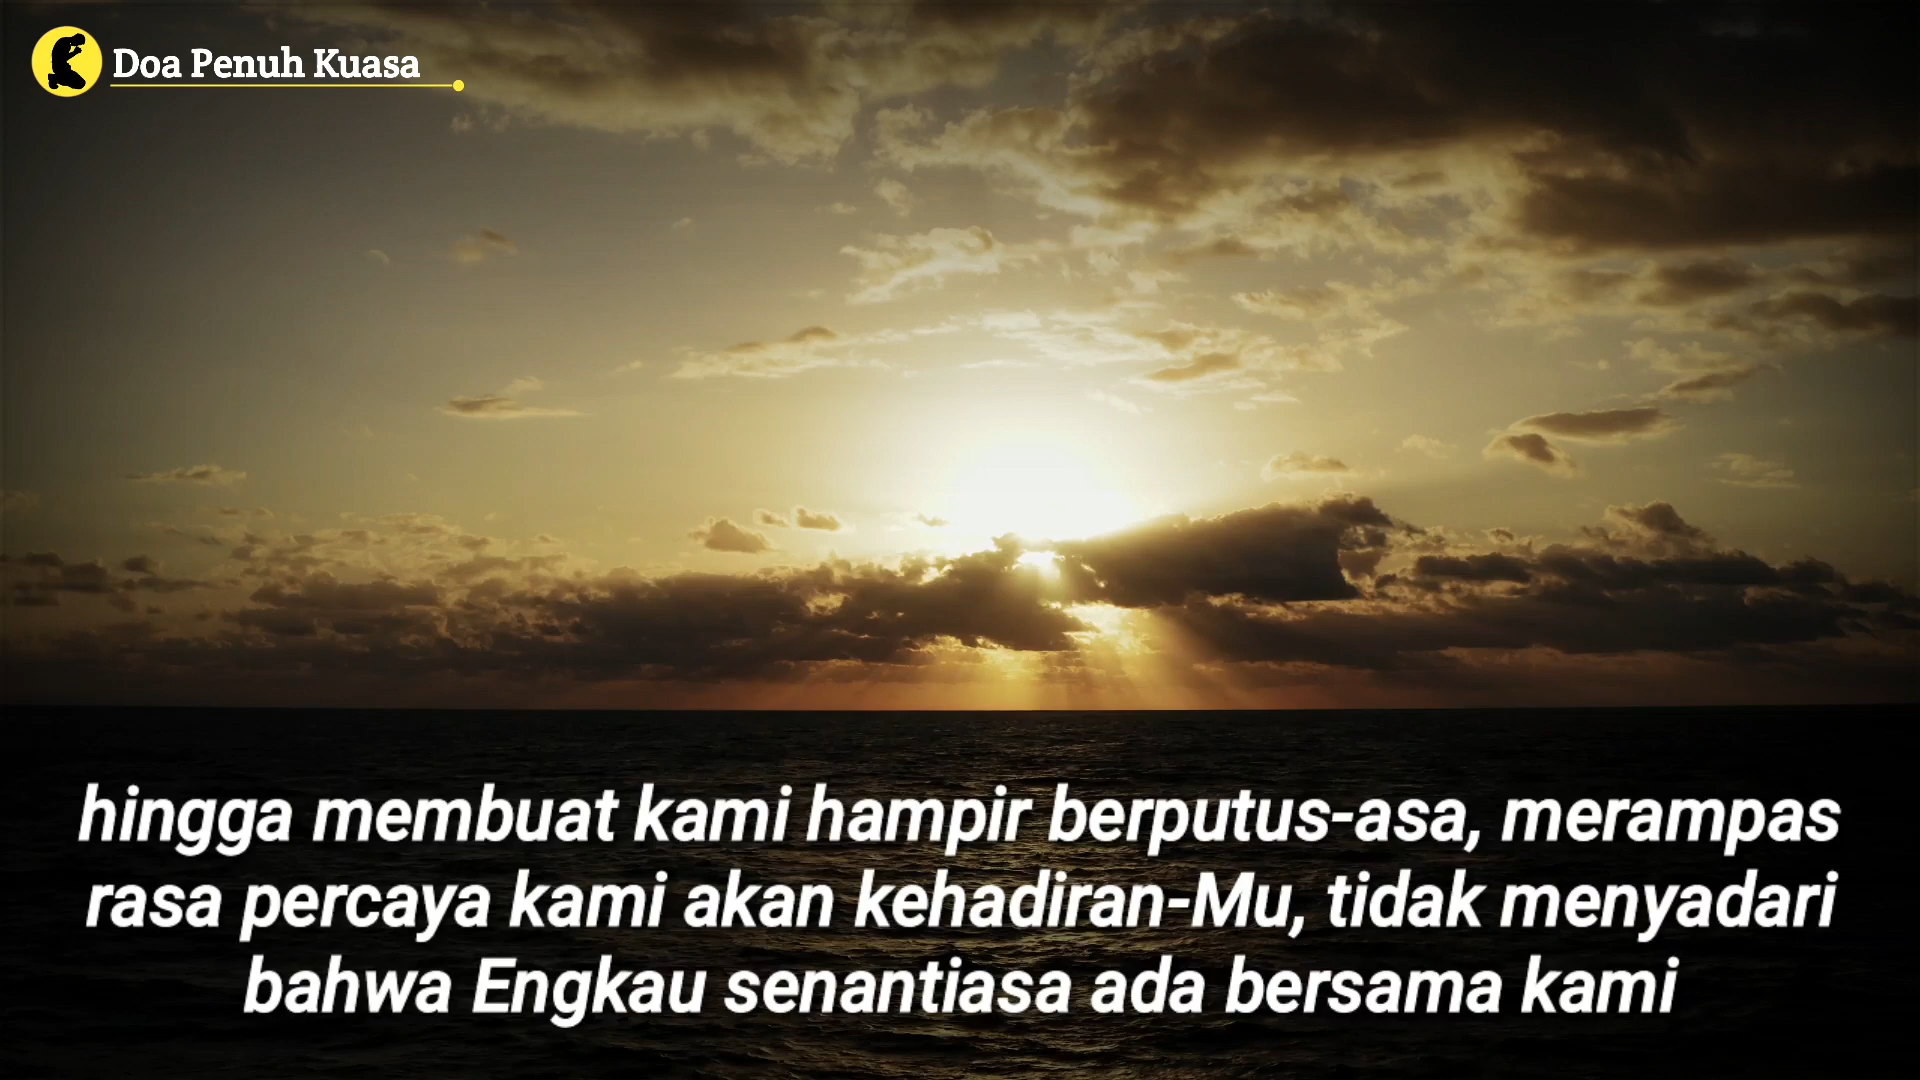 Doa Penuh Kuasa
hingga membuat kami hampir berputus-asa, merampas
rasa percaya kami akan kehadiran-Mu, tidak menyadari
bahwa Engkau senantiasa ada bersama kami